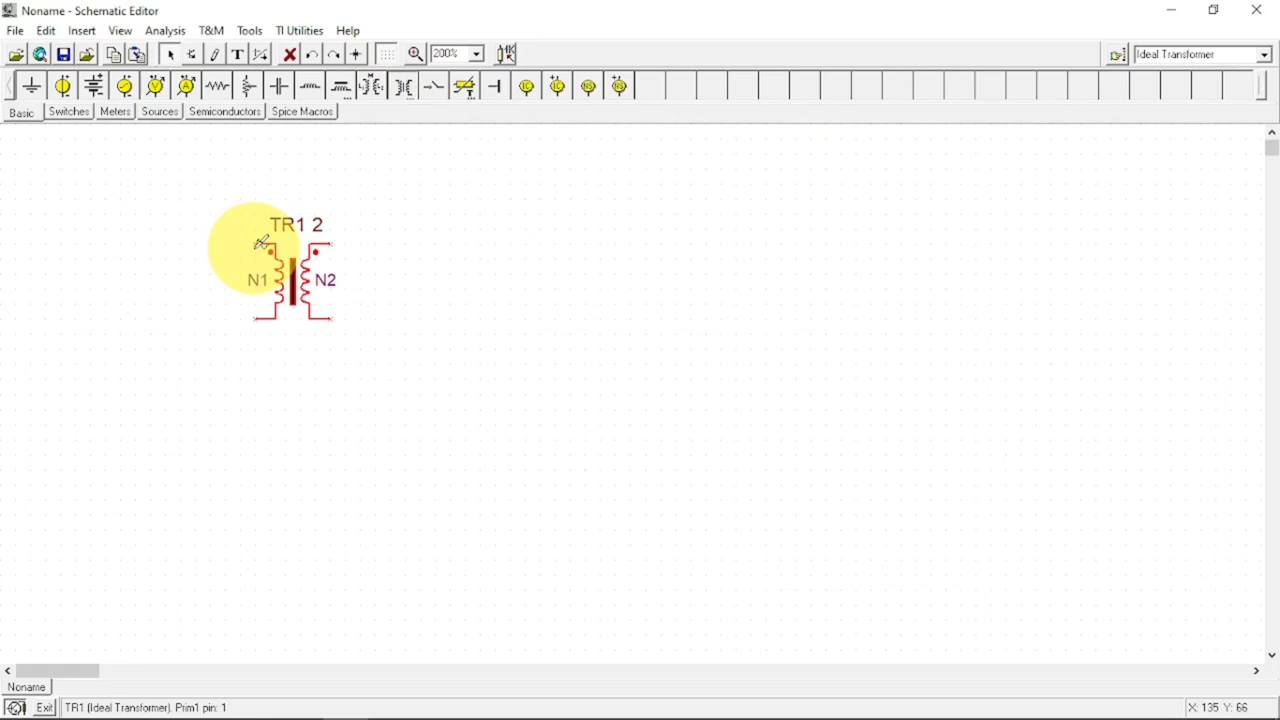 Noname - Schematic Editor
File Edit Insert View Analysis T&M Tools TI Utilities Help
200% Ideal Transformer
Basic Switches Meters Sources Semiconductors Spice Macros
TR1 2
N1 N2
Noname
Exit TR1 (Ideal Transformer). Prim1 pin: 1 X: 135 Y: 66